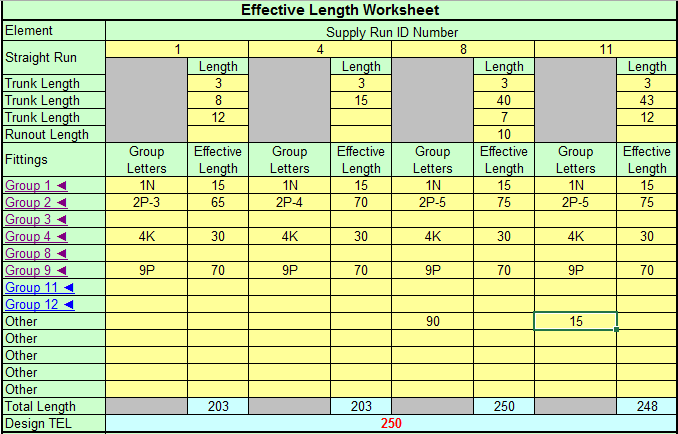 Effective Length Worksheet
Element Supply Run ID Number
Straight Run 1 4 8 11
Length Length Length Length
Trunk Length 3 3 3 3
Trunk Length 8 15 40 43
Trunk Length 12 7 12
Runout Length 10
Fittings Group Letters Effective Length Group Letters Effective Length Group Letters Effective Length Group Letters Effective Length
Group 1 ◄ 1N 15 1N 15 1N 15 1N 15
Group 2 ◄ 2P-3 65 2P-4 70 2P-5 75 2P-5 75
Group 3 ◄
Group 4 ◄ 4K 30 4K 30 4K 30 4K 30
Group 8 ◄
Group 9 ◄ 9P 70 9P 70 9P 70 9P 70
Group 11 ◄
Group 12 ◄
Other 90 15
Other
Other
Other
Other
Total Length 203 203 250 248
Design TEL 250